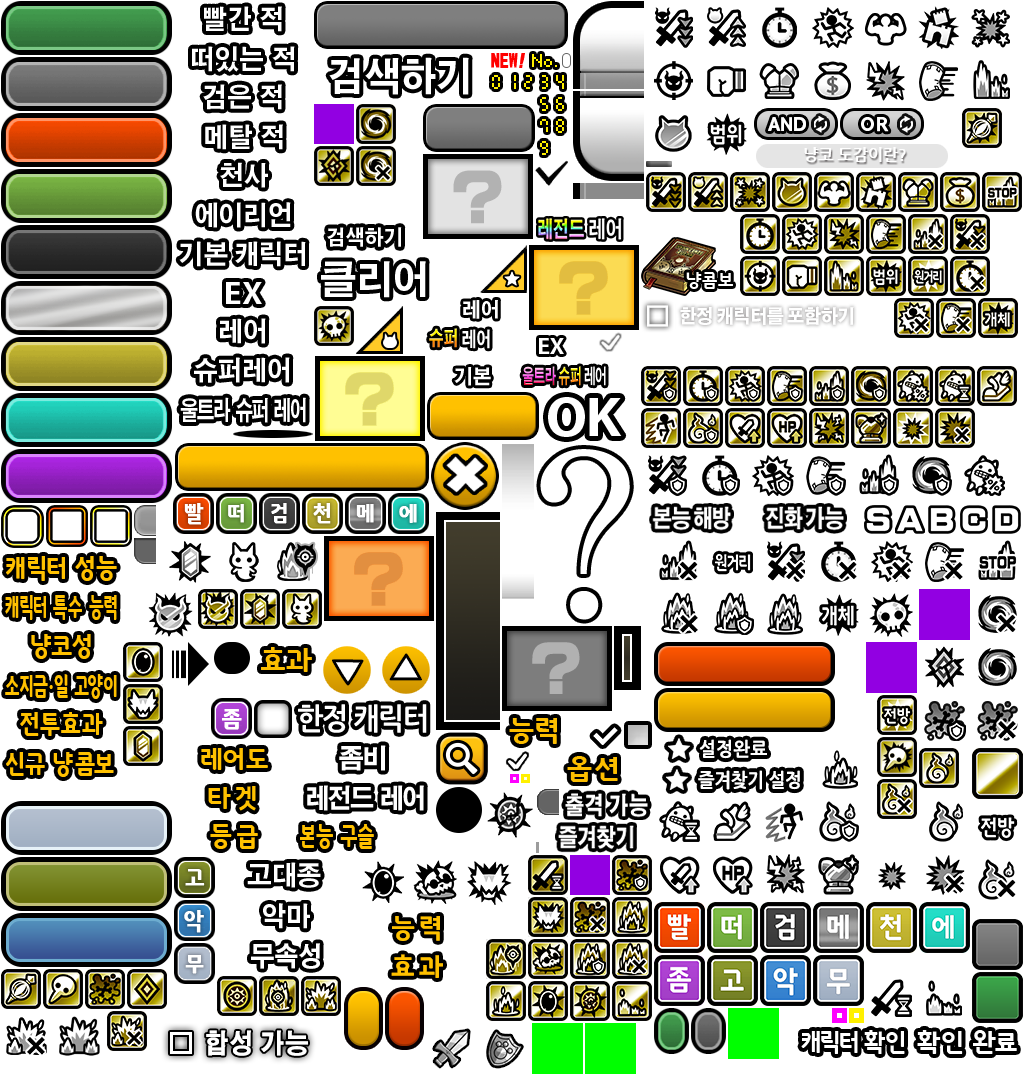 빨간 적
떠있는 적
검은 적
메탈 적
천사
에이리언
기본 캐릭터
EX
레어
슈퍼레어
울트라 슈퍼 레어
검색하기
NEW! No.
01234
56
78
9
?
레전드 레어
검색하기
클리어
레어
슈퍼 레어
EX
기본
울트라 슈퍼 레어
?
?
OK
빨 떠 검 천 메 에
?
?
?
캐릭터 성능
캐릭터 특수 능력
냥코성
소지금·일 고양이
전투효과
신규 냥콤보
효과
좀
한정 캐릭터
레어도
좀비
타겟
레전드 레어
등급
본능 구슬
능력
옵션
출격 가능
즐겨찾기
고
악
무
고대종
악마
무속성
능력
효과
합성 가능
$
범위
AND
OR
냥코 도감이란?
$
STOP
냥콤보
범위
원거리
한정 캐릭터를 포함하기
개체
%
HP
%
본능해방
진화가능
SABCD
원거리
STOP
개체
전방
설정완료
즐겨찾기 설정
전방
HP
빨 떠 검 메 천 에
좀 고 악 무
캐릭터 확인
확인 완료